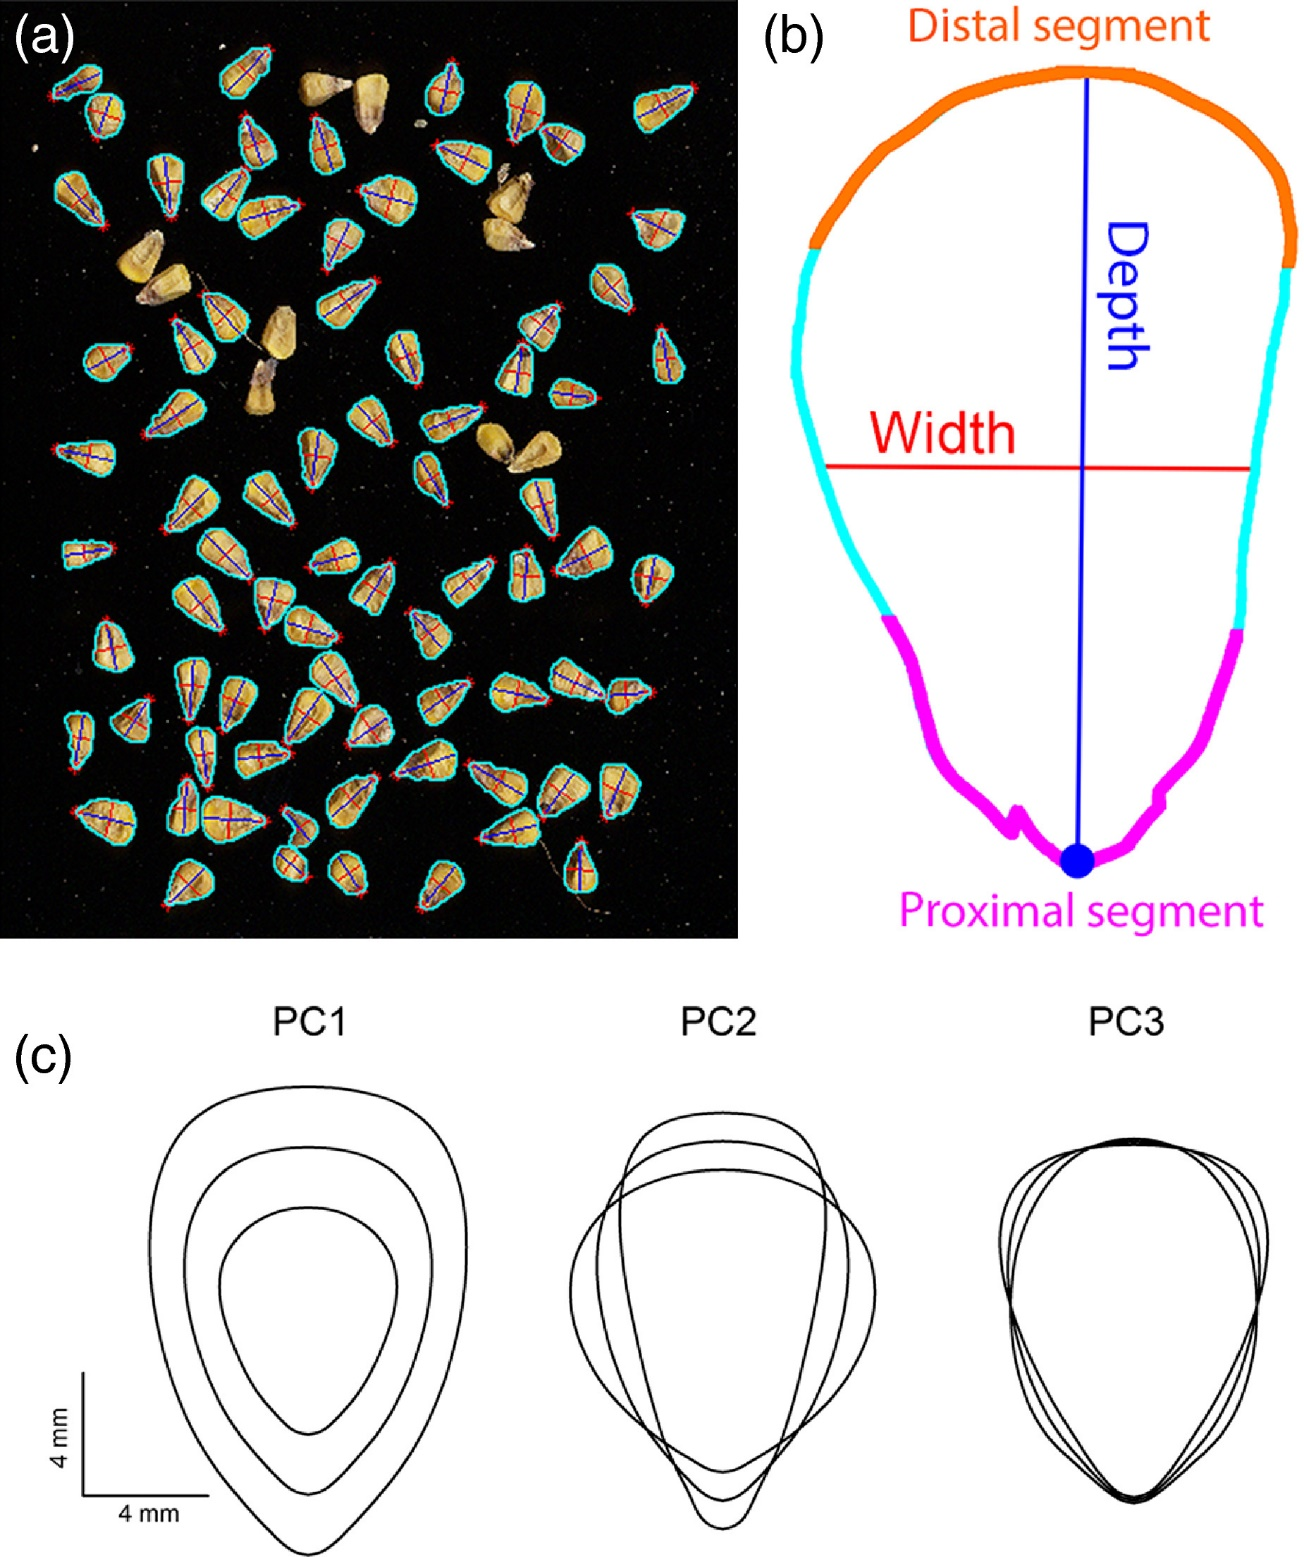 (a)
(b)
Distal segment
Depth
Width
Proximal segment
(c)
PC1
PC2
PC3
4 mm
4 mm